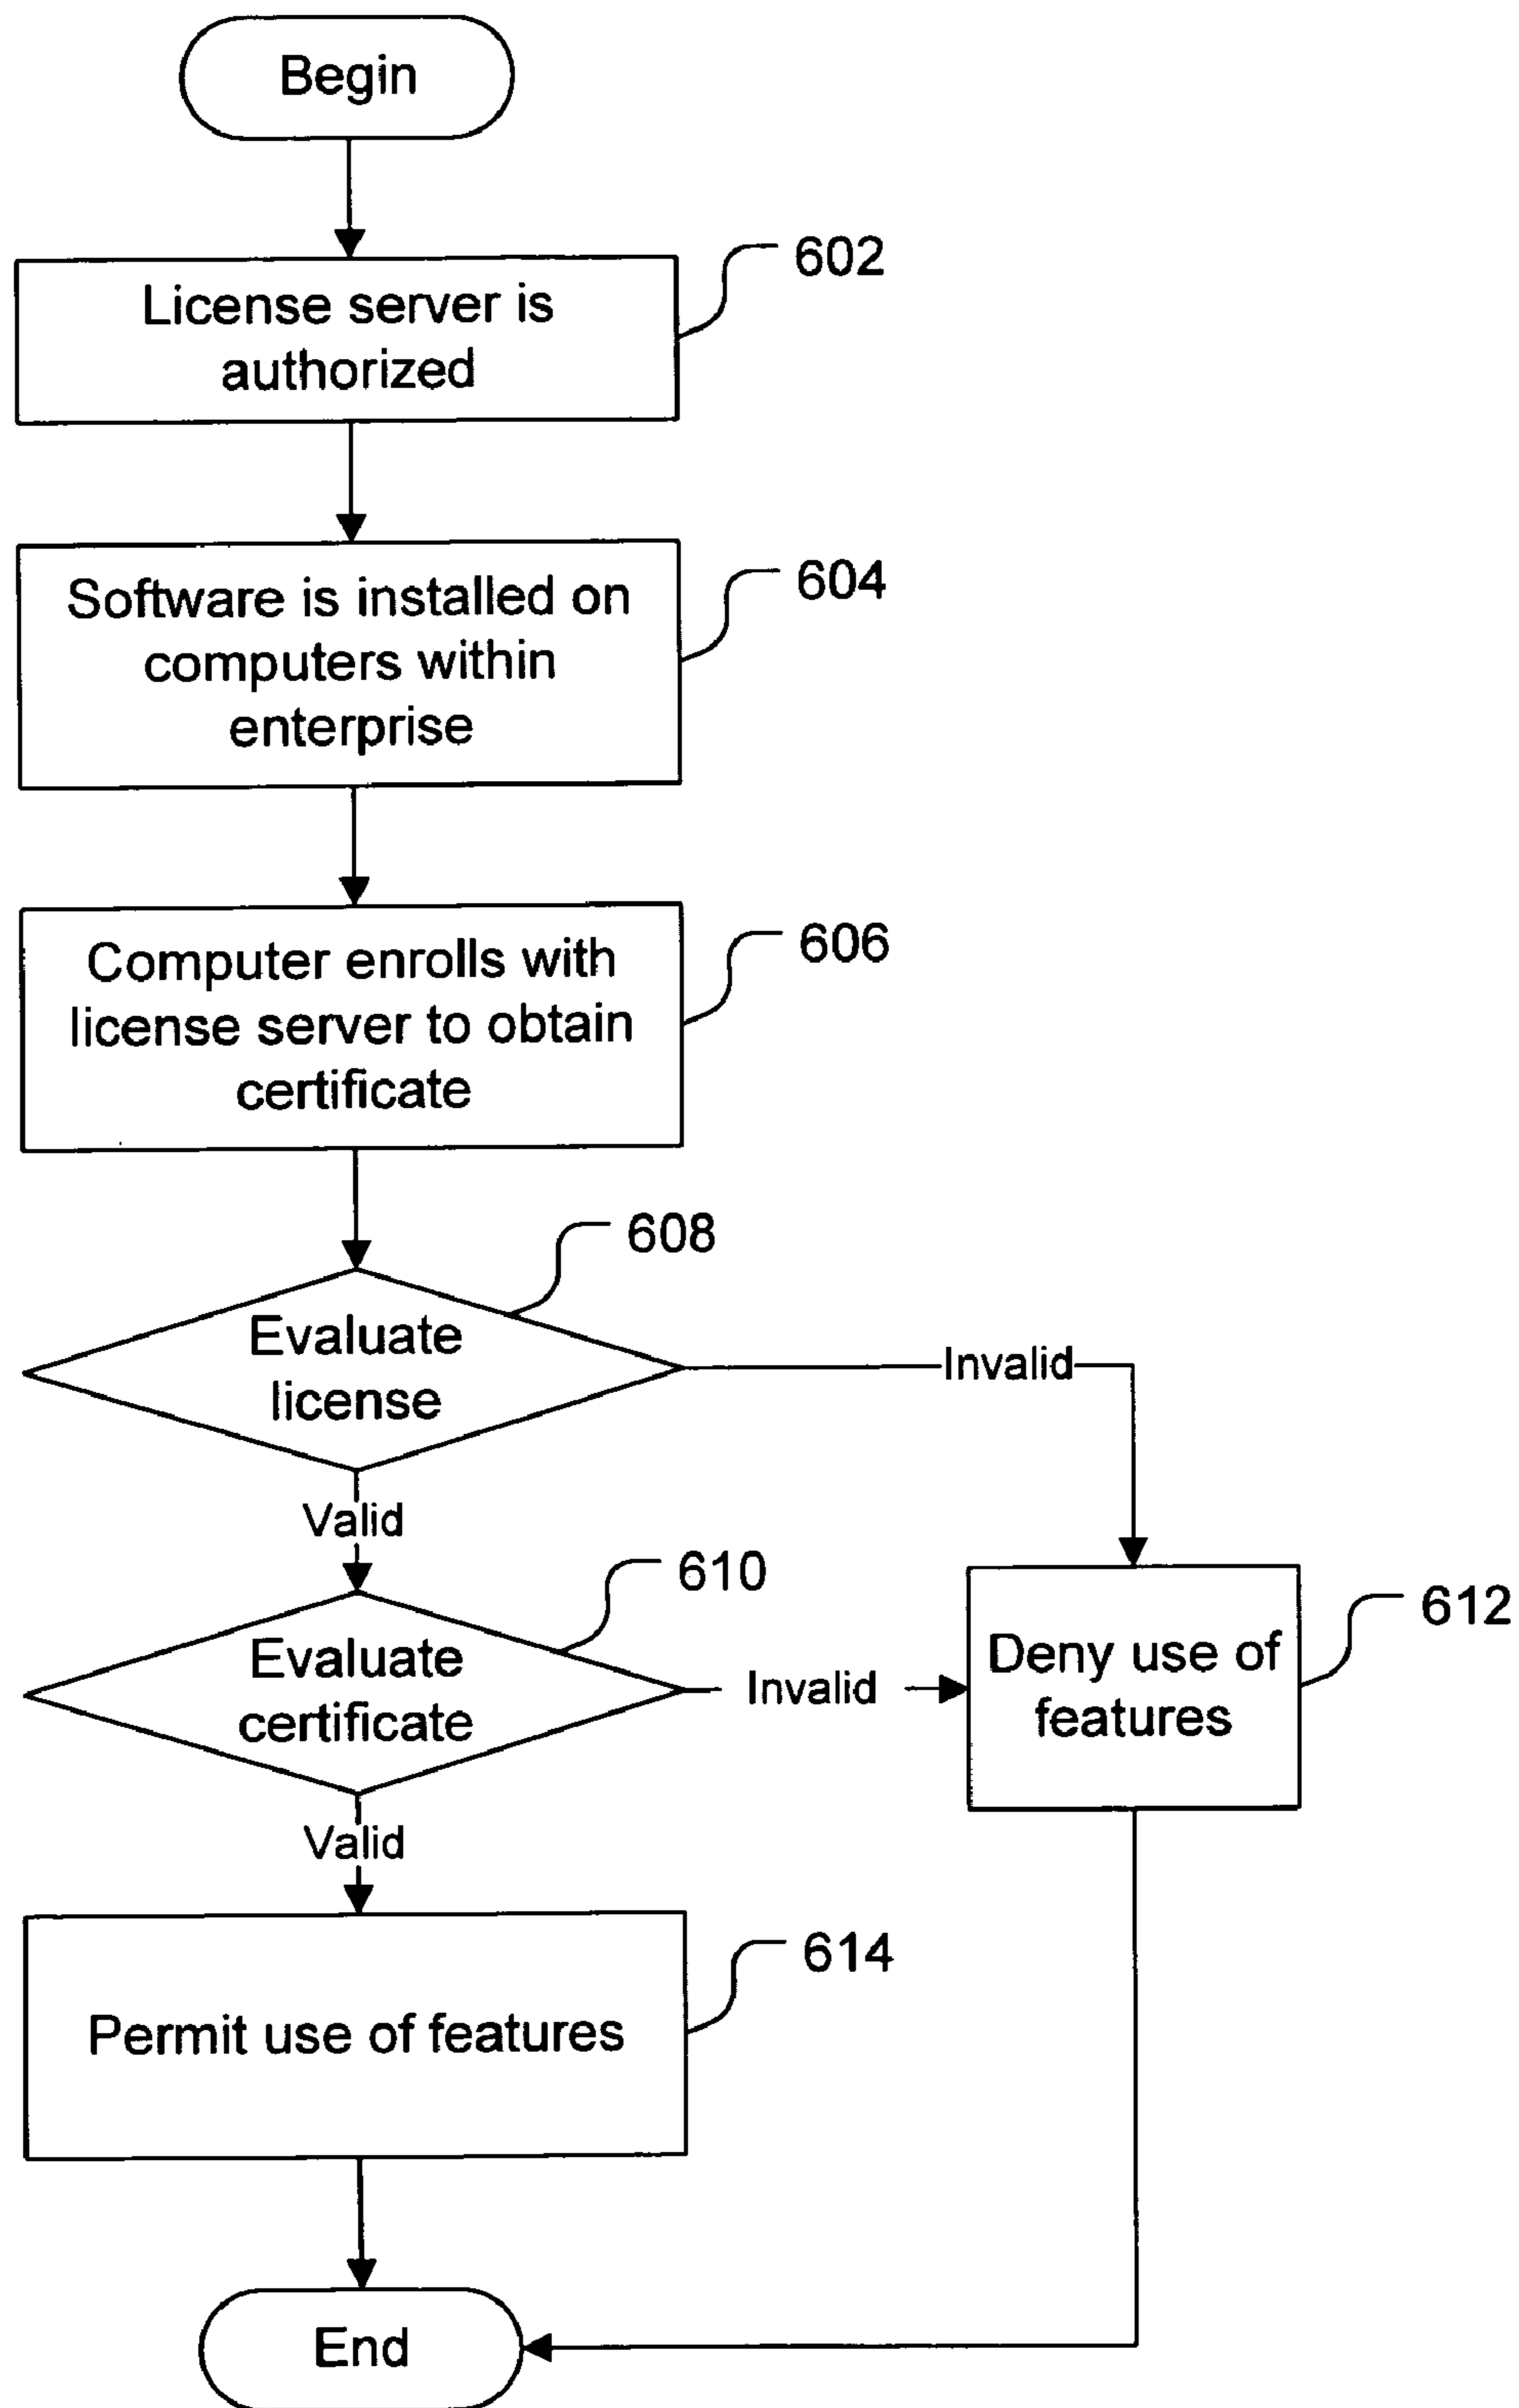 Begin
602
License server is
authorized
604
Software is installed on
computers within
enterprise
606
Computer enrolls with
license server to obtain
certificate
608
Evaluate
license
Invalid
Valid
610
Evaluate
certificate
Invalid
612
Deny use of
features
Valid
614
Permit use of features
End